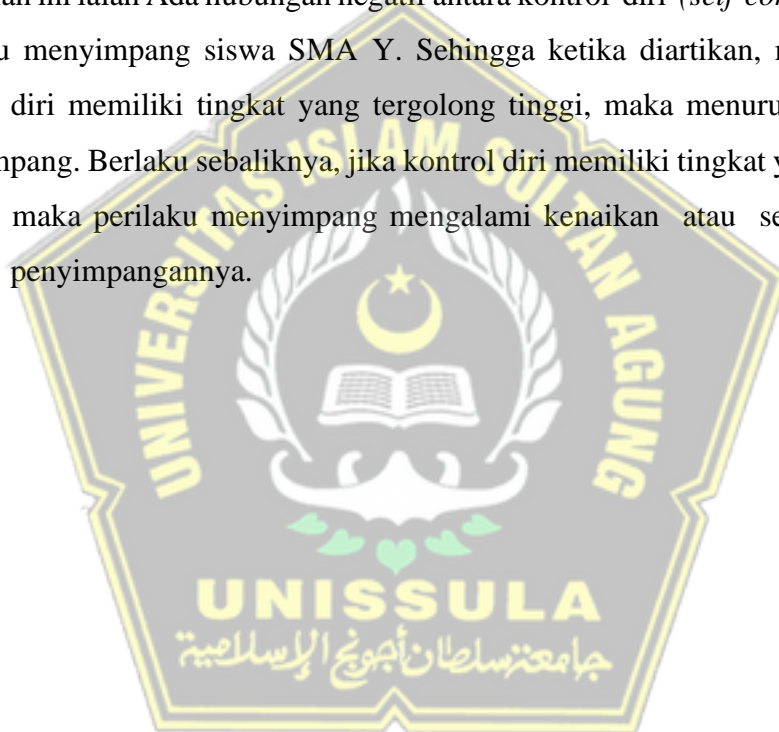 ini ialah Ada hubungan negatif antara kontrol diri (self
menyimpang siswa SMA Y. Sehingga ketika diartikan,
diri memiliki tingkat yang tergolong tinggi, maka
Berlaku sebaliknya, jika kontrol diri memiliki tingkat
maka perilaku menyimpang mengalami kenaikan atau
penyimpangannya.
UNIVERSITAS ISLAM SULTAN AGUNG
UNISSULA
جامعة سلطان أجونج الإسلامية